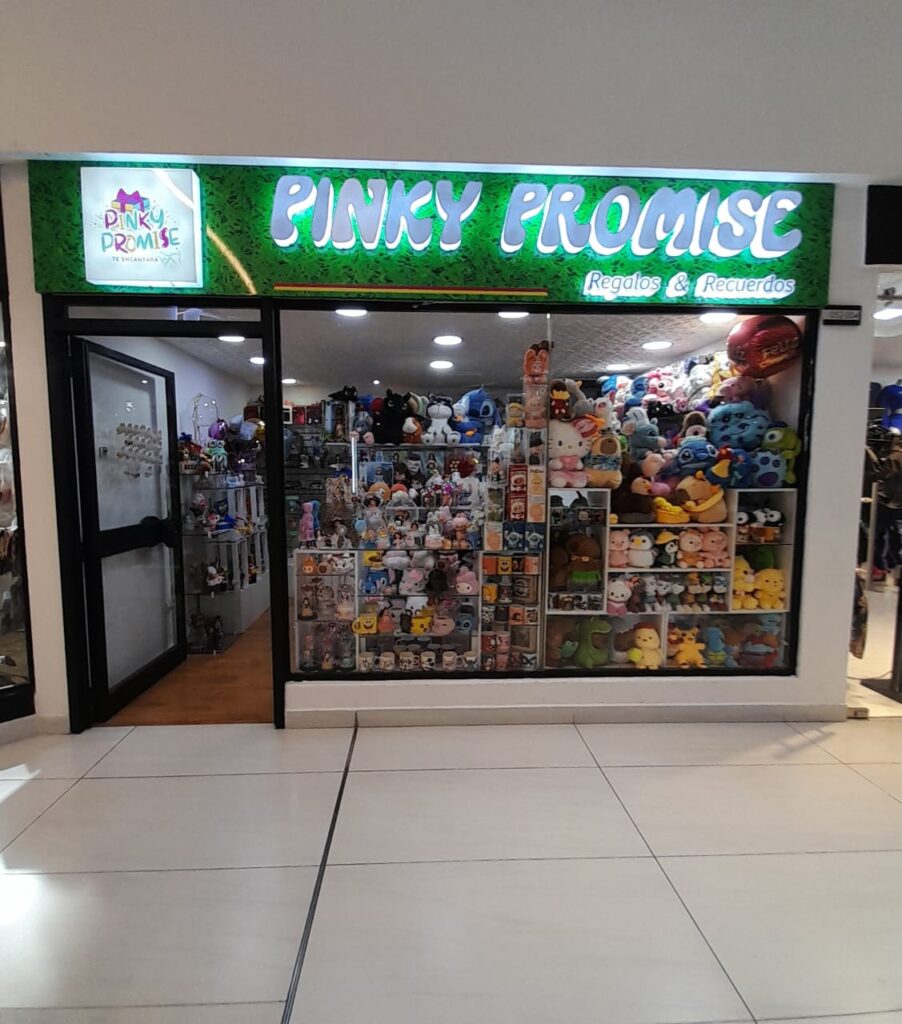 PINKY
PROMISE
TE ENCANTARÁ
PINKY PROMISE
Regalos & Recuerdos